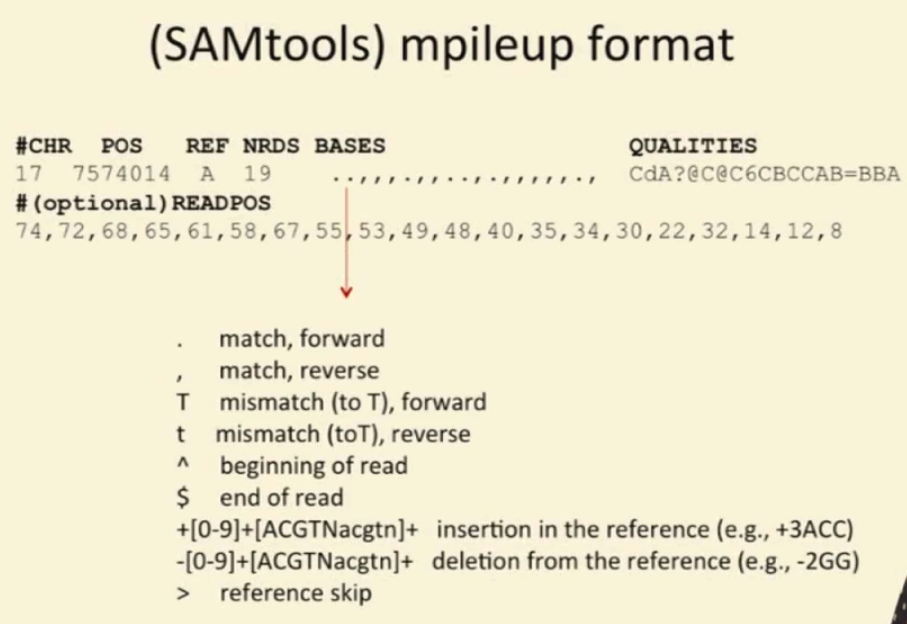 (SAMtools) mpileup format
#CHR POS REF NRDS BASES QUALITIES
17 7574014 A 19 ..,,,.,,..,.,,,,,., CdA?@C@C6CBCCAB=BBA
#(optional)READPOS
74,72,68,65,61,58,67,55,53,49,48,40,35,34,30,22,32,14,12,8
. match, forward
, match, reverse
T mismatch (to T), forward
t mismatch (toT), reverse
^ beginning of read
$ end of read
+[0-9]+[ACGTNacgtn]+ insertion in the reference (e.g., +3ACC)
-[0-9]+[ACGTNacgtn]+ deletion from the reference (e.g., -2GG)
> reference skip